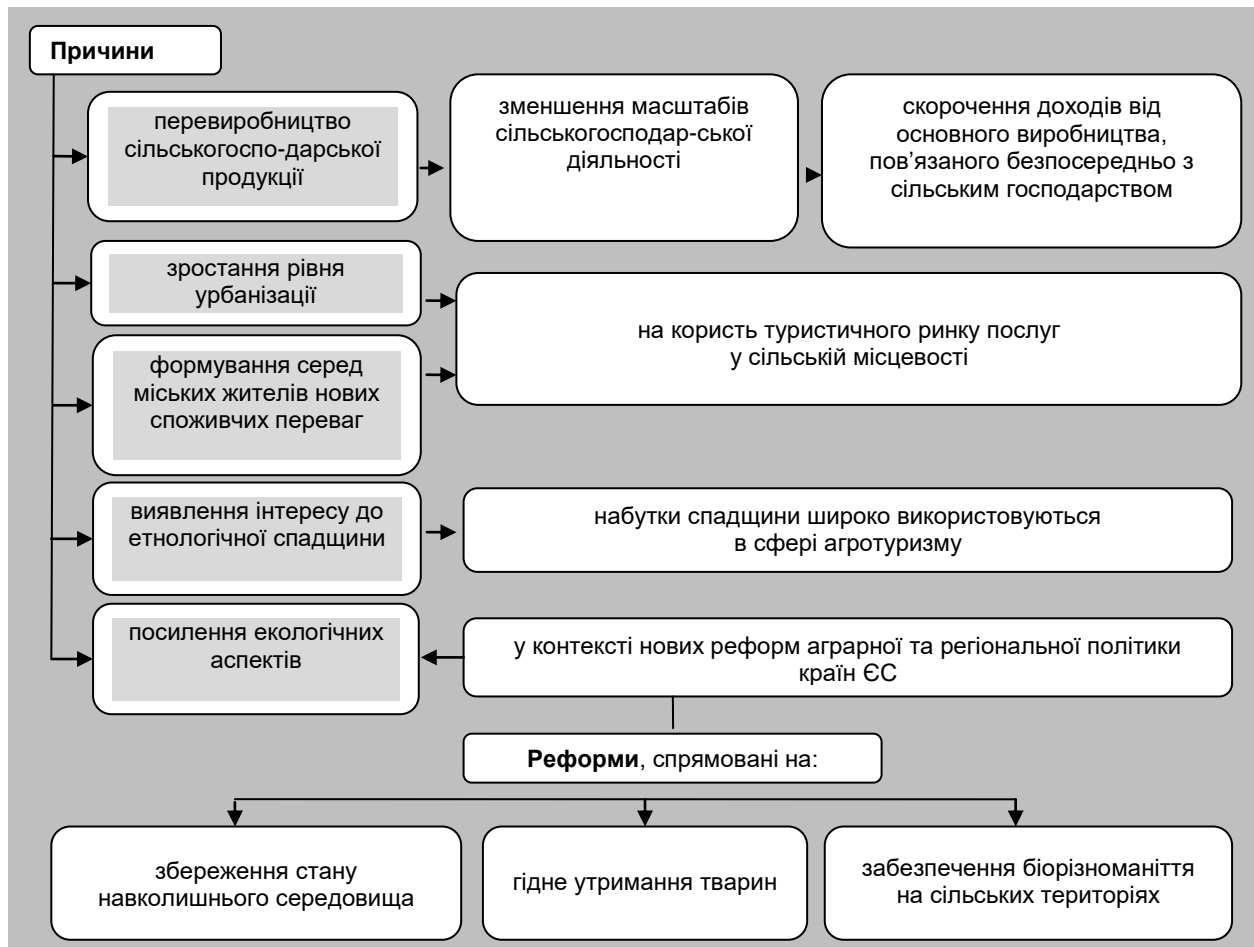 Причини
перевиробництво
сільськогоспо-дарської
продукції
зменшення масштабів
сільськогосподар-ської
діяльності
скорочення доходів від
основного виробництва,
пов’язаного безпосередньо з
сільським господарством
зростання рівня
урбанізації
на користь туристичного ринку послуг
у сільській місцевості
формування серед
міських жителів нових
споживчих переваг
виявлення інтересу до
етнологічної спадщини
набутки спадщини широко використовуються
в сфері агротуризму
посилення екологічних
аспектів
у контексті нових реформ аграрної та регіональної політики
країн ЄС
Реформи, спрямовані на:
збереження стану
навколишнього середовища
гідне утримання тварин
забезпечення біорізноманіття
на сільських територіях